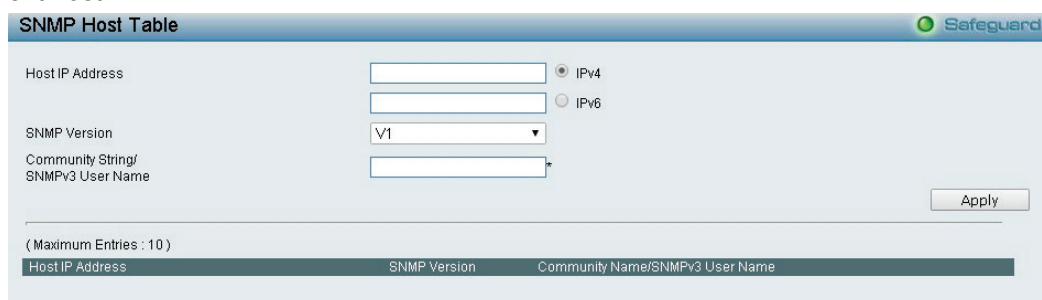 SNMP Host Table
Safeguard
Host IP Address
IPv4
IPv6
SNMP Version
V1
Community String/
SNMPv3 User Name
*
Apply
( Maximum Entries : 10 )
Host IP Address SNMP Version Community Name/SNMPv3 User Name